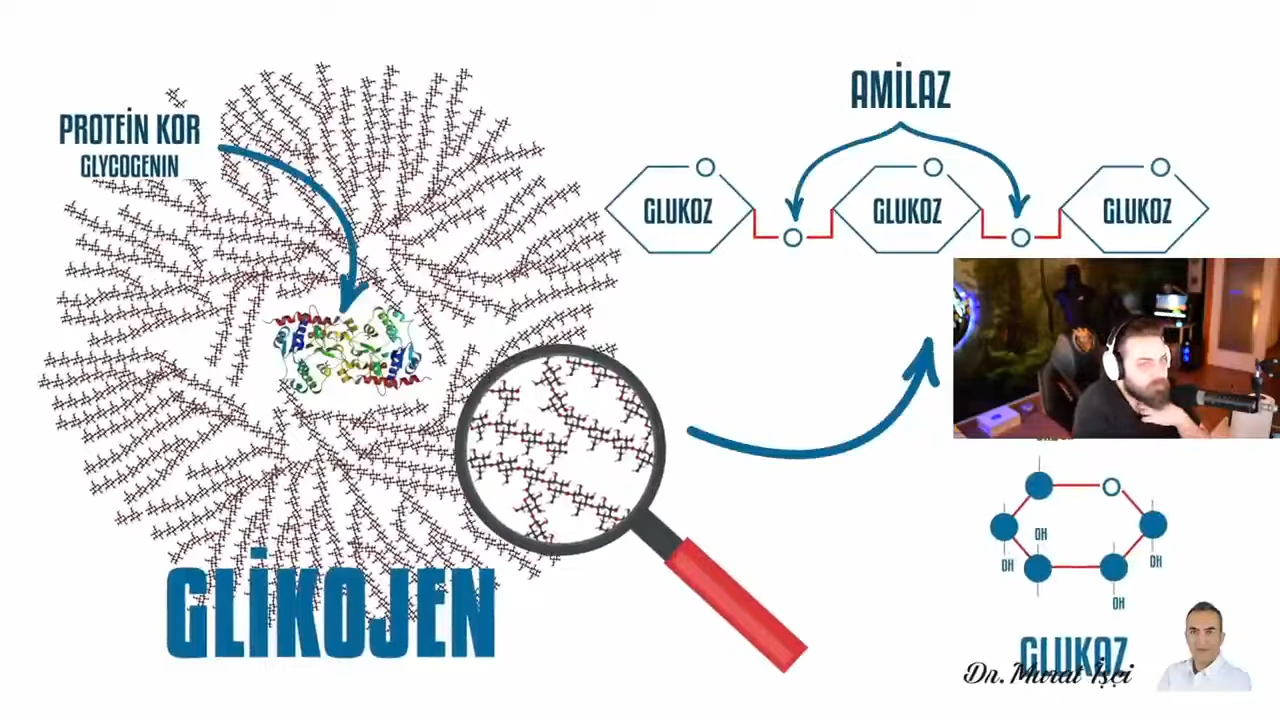 PROTEİN KOR
GLYCOGENIN
AMİLAZ
GLUKOZ
GLUKOZ
GLUKOZ
GLİKOJEN
OH
OH
OH
OH
GLUKOZ
Dr. Murat İşçi